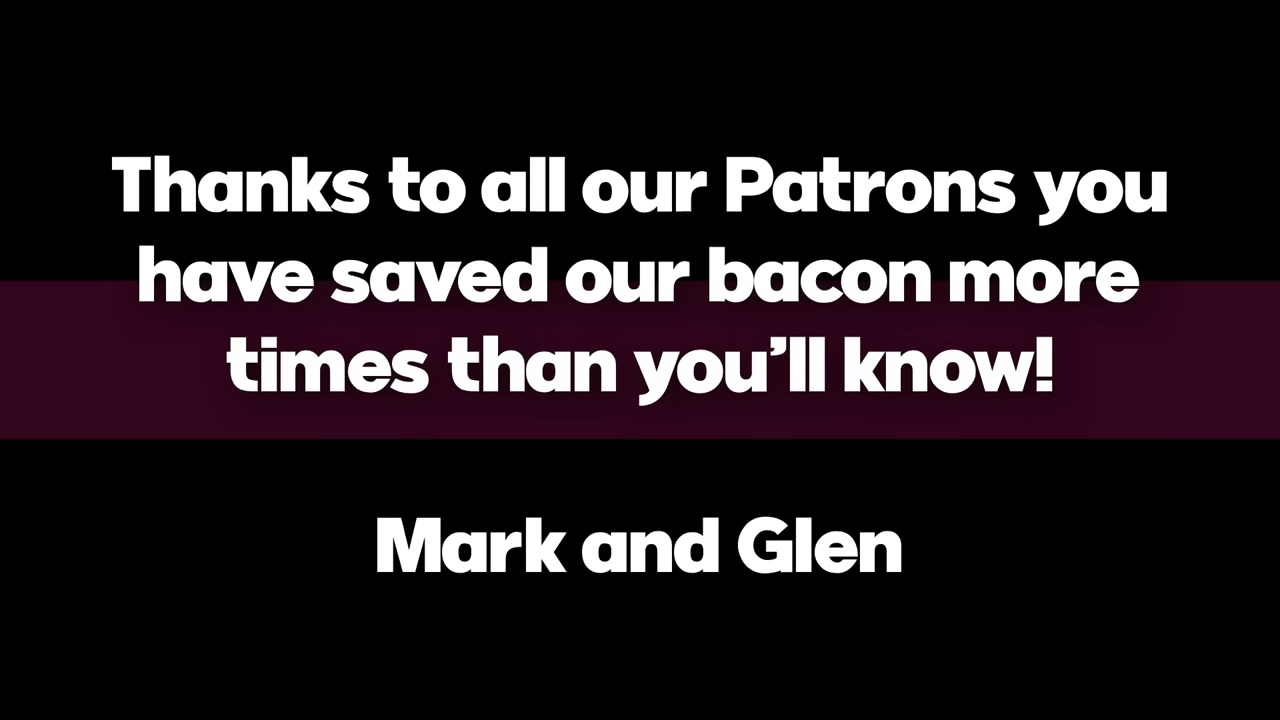 Thanks to all our Patrons you
have saved our bacon more
times than you’ll know!
Mark and Glen